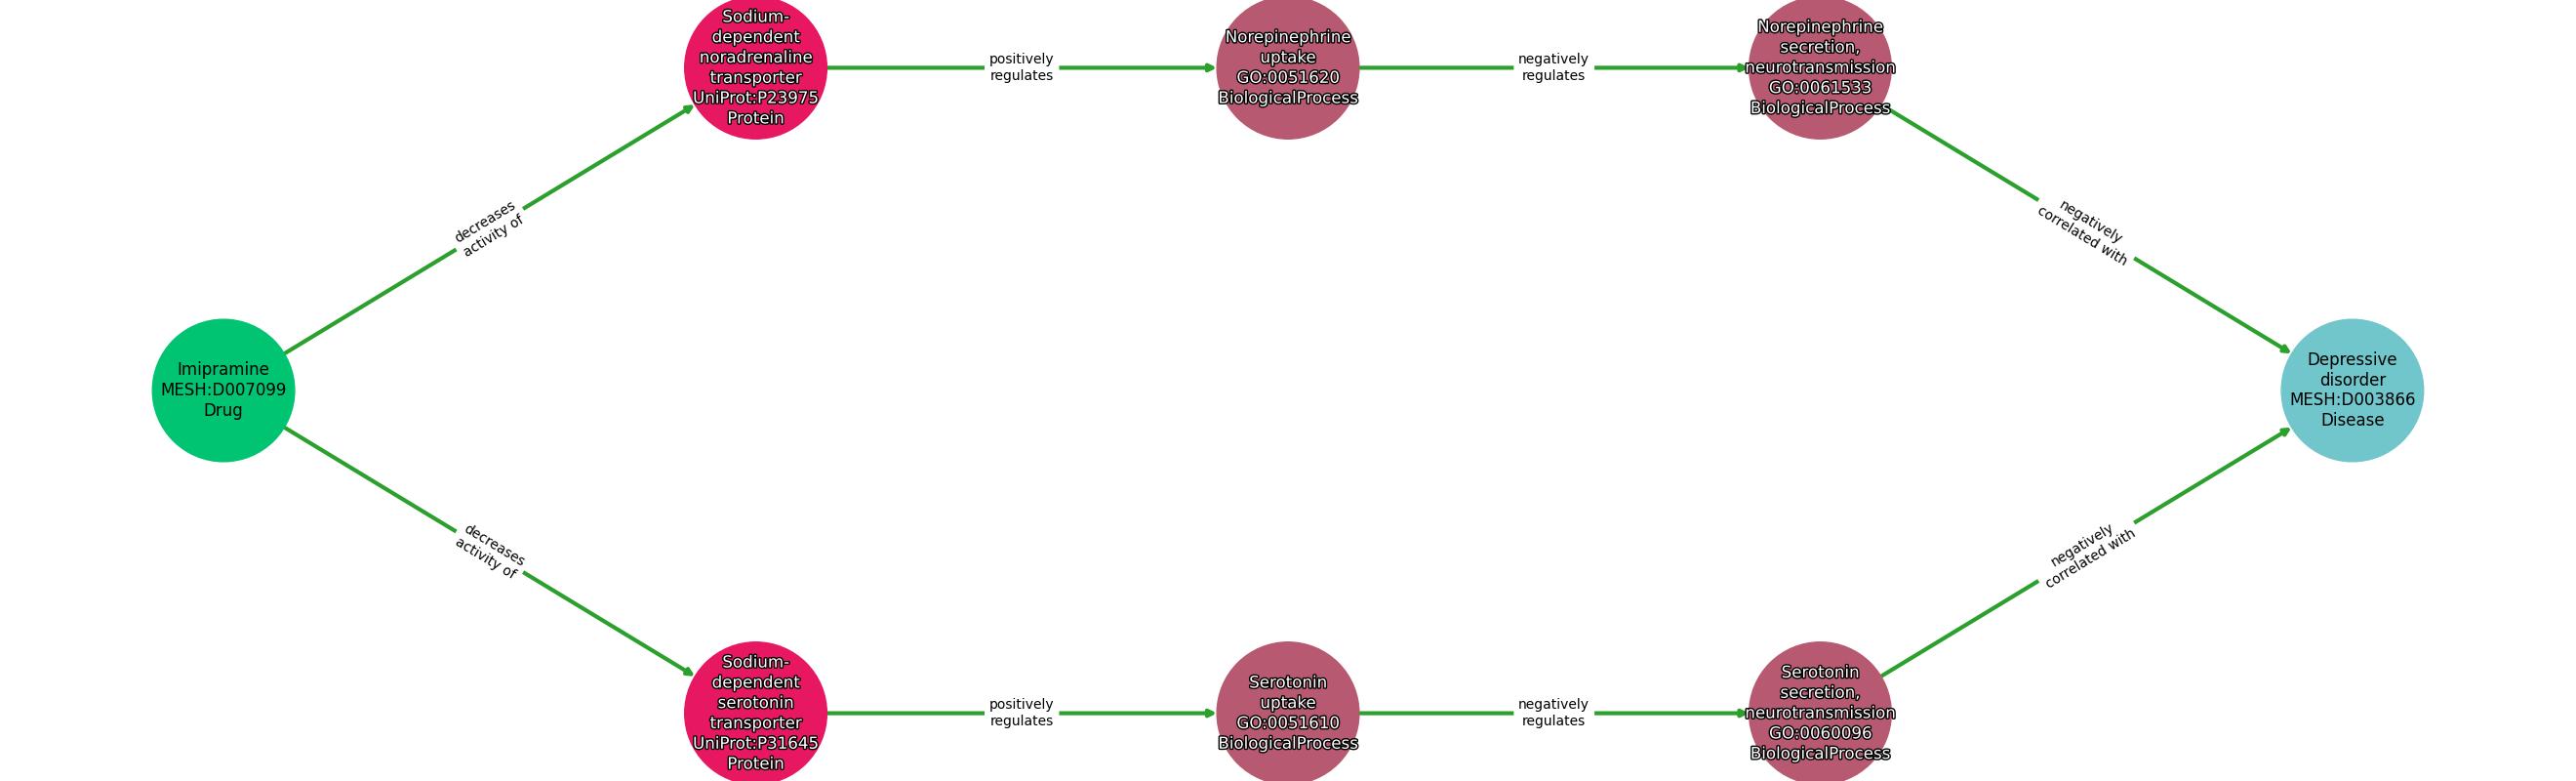 Sodium-
dependent
noradrenaline
transporter
UniProt:P23975
Protein
positively
regulates
Norepinephrine
uptake
GO:0051620
BiologicalProcess
negatively
regulates
Norepinephrine
secretion,
neurotransmission
GO:0061533
BiologicalProcess
decreases
activity of
negatively
correlated with
Imipramine
MESH:D007099
Drug
Depressive
disorder
MESH:D003866
Disease
decreases
activity of
negatively
correlated with
Sodium-
dependent
serotonin
transporter
UniProt:P31645
Protein
positively
regulates
Serotonin
uptake
GO:0051610
BiologicalProcess
negatively
regulates
Serotonin
secretion,
neurotransmission
GO:0060096
BiologicalProcess